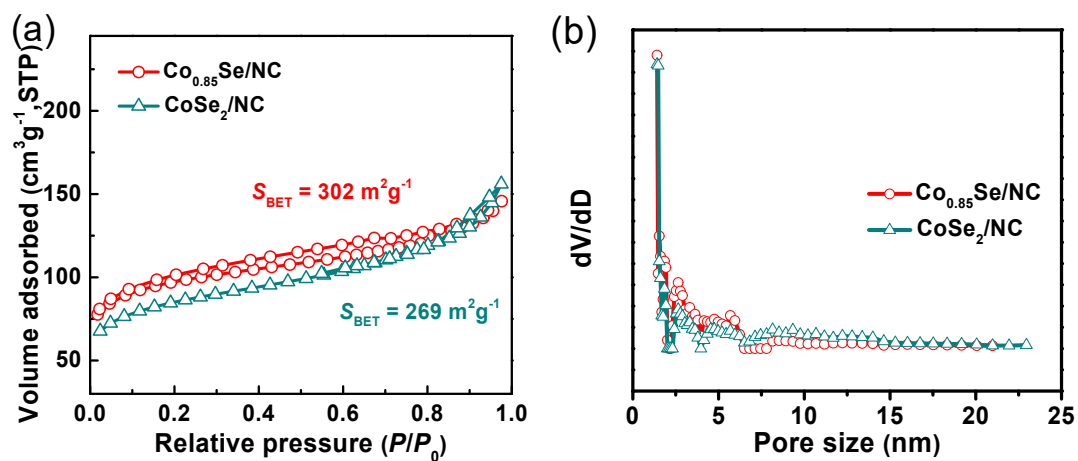 (a)
Volume adsorbed (cm³g⁻¹,STP)
200
150
100
50
Co₀.₈₅Se/NC
CoSe₂/NC
S_BET = 302 m²g⁻¹
S_BET = 269 m²g⁻¹
0.0 0.2 0.4 0.6 0.8 1.0
Relative pressure (P/P₀)
(b)
dV/dD
Co₀.₈₅Se/NC
CoSe₂/NC
0 5 10 15 20 25
Pore size (nm)